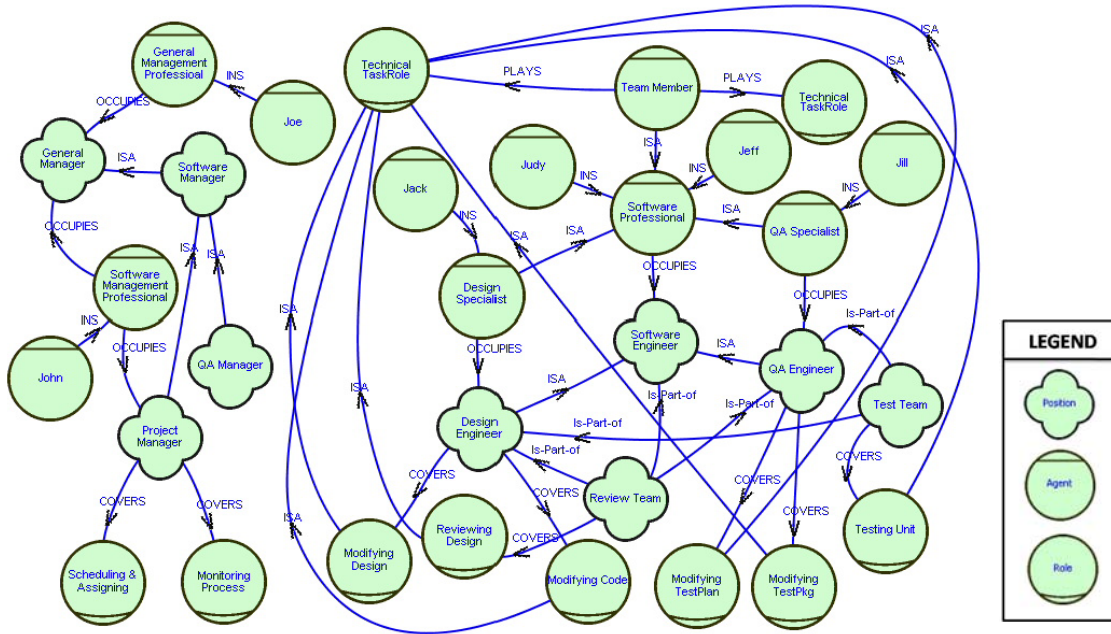 General
Management
Professioal
Technical
TaskRole
ISA
ISA
PLAYS
Team Member
PLAYS
Technical
TaskRole
INS
OCCUPIES
Joe
General
Manager
ISA
Software
Manager
Judy
INS
ISA
Jeff
INS
Jill
INS
Jack
INS
Software
Professional
ISA
QA Specialist
OCCUPIES
ISA
ISA
ISA
ISA
Software
Management
Professional
Design
Specialist
OCCUPIES
OCCUPIES
INS
John
OCCUPIES
QA Manager
OCCUPIES
Software
Engineer
Is-Part-of
ISA
QA Engineer
ISA
ISA
ISA
Is-Part-of
Test Team
Project
Manager
Design
Engineer
Is-Part-of
Is-Part-of
COVERS
COVERS
COVERS
COVERS
Review Team
COVERS
COVERS
COVERS
ISA
Reviewing
Design
COVERS
Testing Unit
Scheduling &
Assigning
Monitoring
Process
Modifying
Design
Modifying Code
Modifying
TestPlan
Modifying
TestPkg
LEGEND
Position
Agent
Role